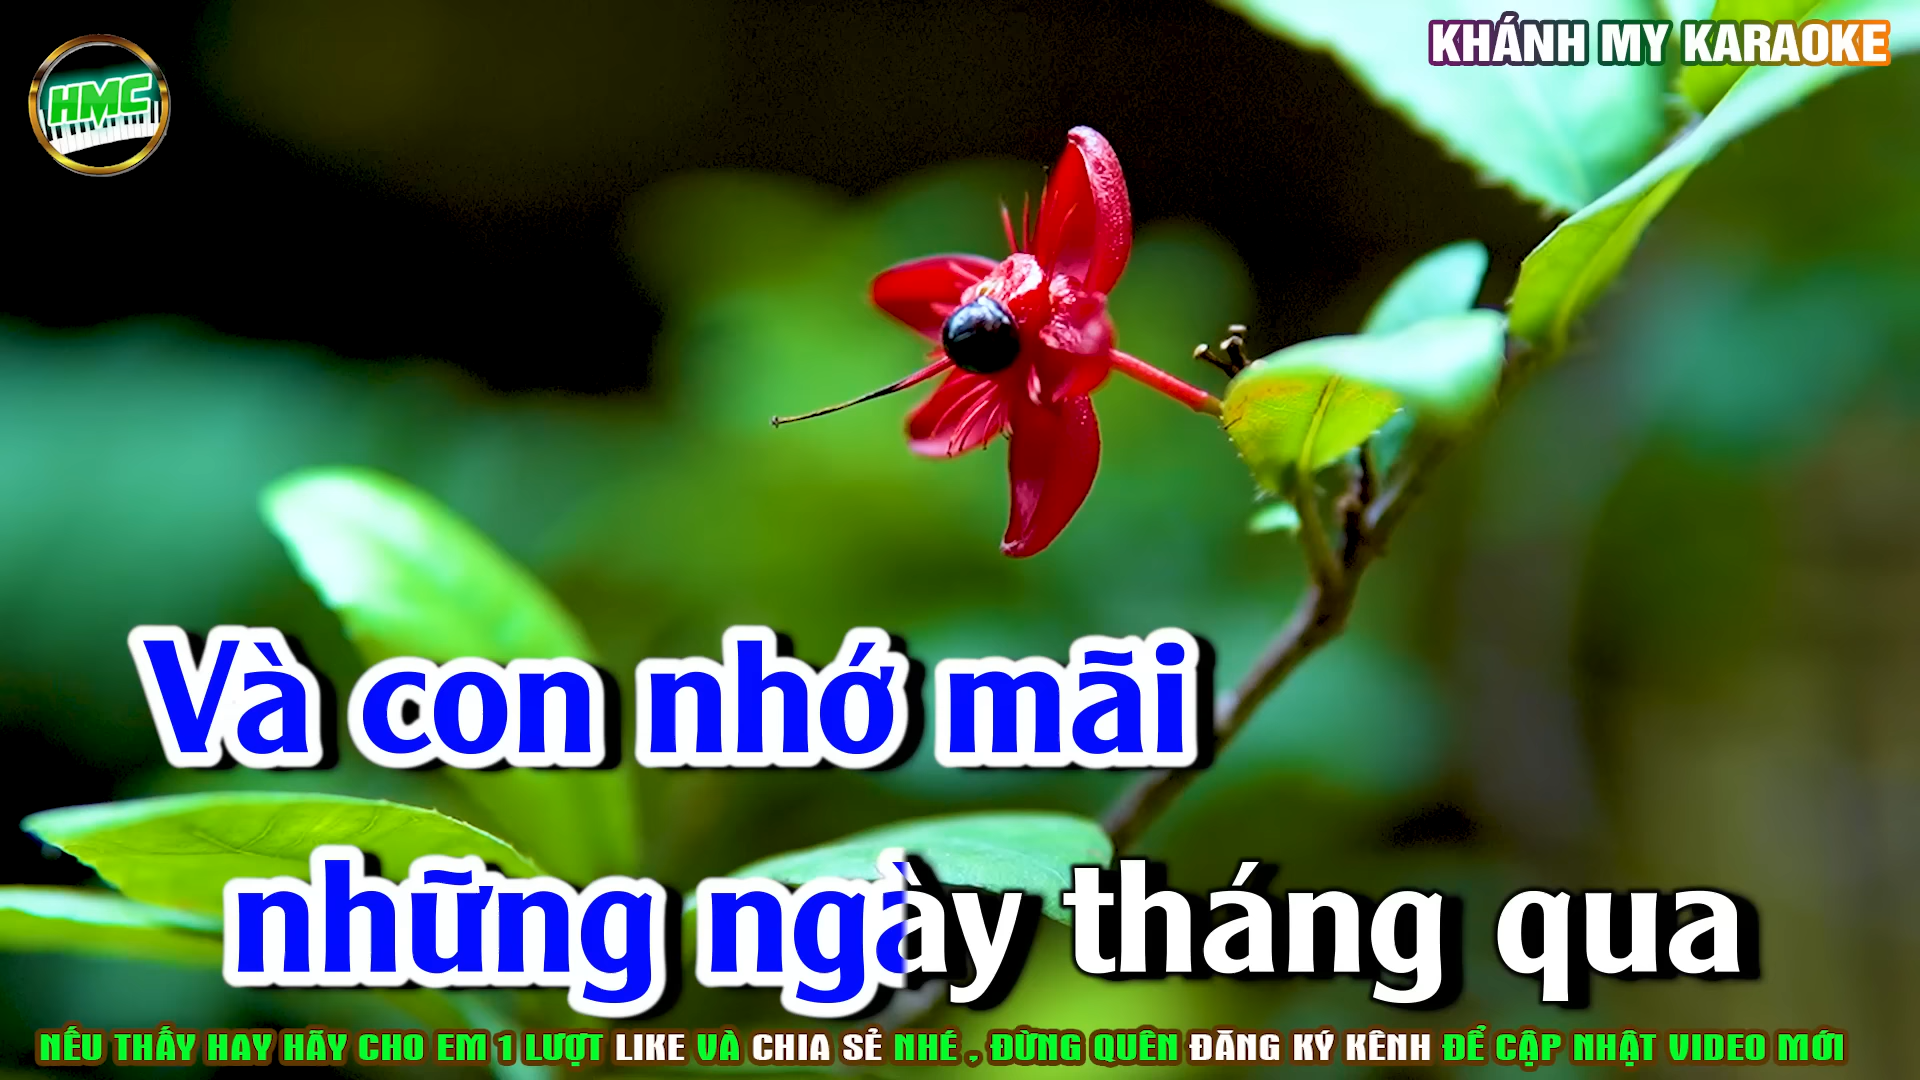 HMC
KHÁNH MY KARAOKE
Và con nhớ mãi
những ngày tháng qua
NẾU THẤY HAY HÃY CHO EM 1 LƯỢT LIKE VÀ CHIA SẺ NHÉ , ĐỪNG QUÊN ĐĂNG KÝ KÊNH ĐỂ CẬP NHẬT VIDEO MỚI